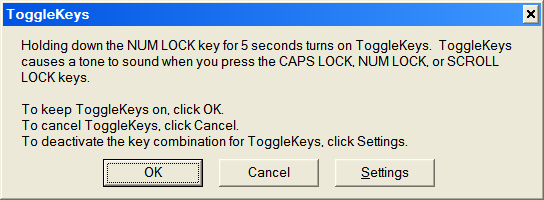 ToggleKeys
Holding down the NUM LOCK key for 5 seconds turns on ToggleKeys. ToggleKeys
causes a tone to sound when you press the CAPS LOCK, NUM LOCK, or SCROLL
LOCK keys.
To keep ToggleKeys on, click OK.
To cancel ToggleKeys, click Cancel.
To deactivate the key combination for ToggleKeys, click Settings.
OK Cancel Settings